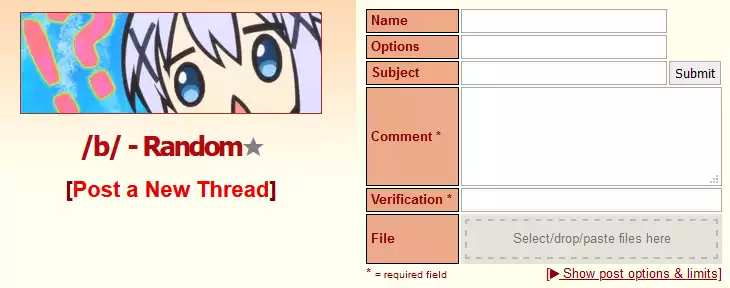 !?
/b/ - Random★
[Post a New Thread]
Name
Options
Subject
Submit
Comment *
Verification *
File
Select/drop/paste files here
* = required field
[▶ Show post options & limits]